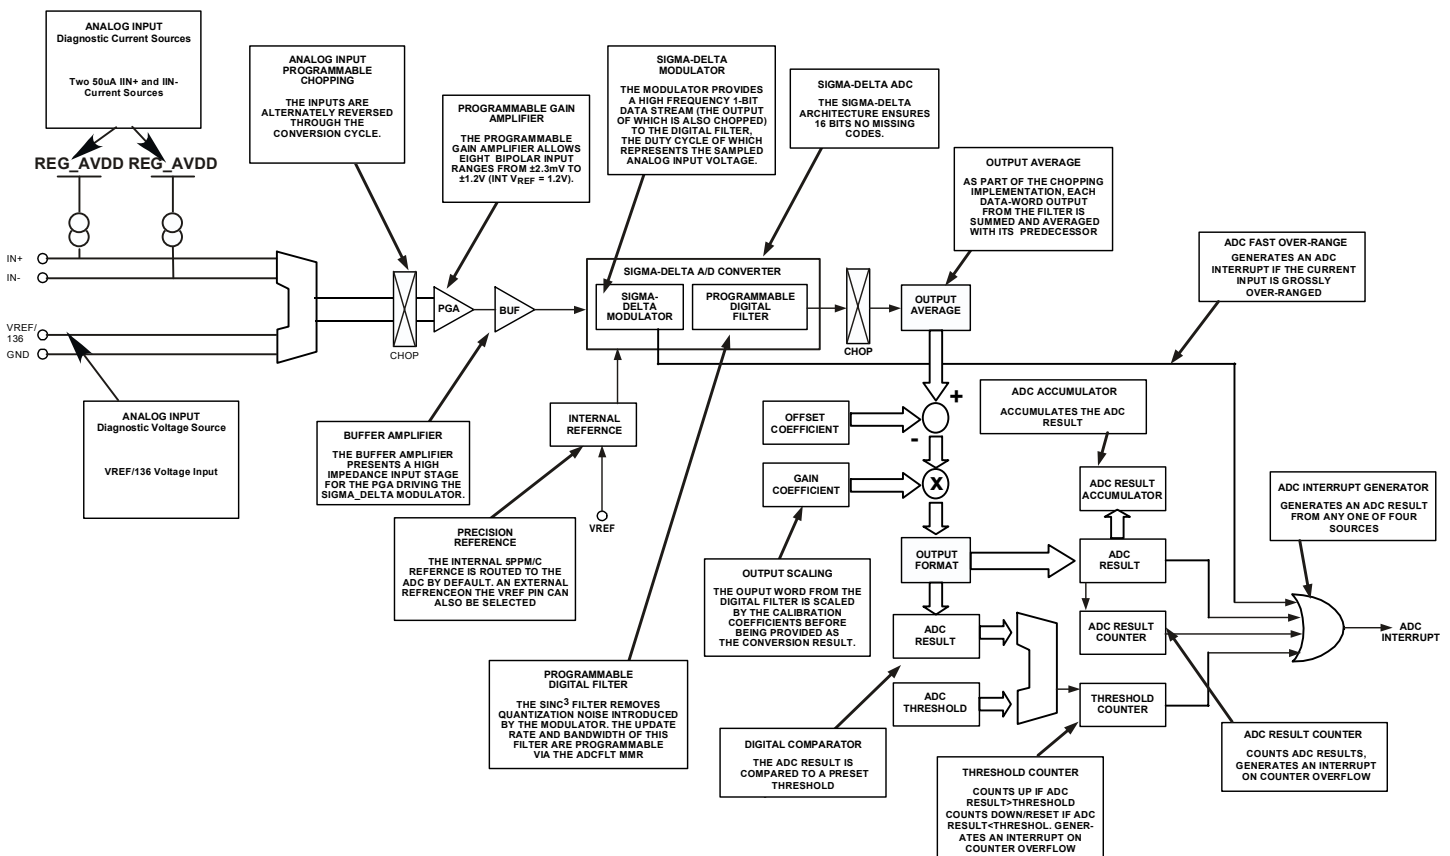 ANALOG INPUT
Diagnostic Current Sources
Two 50uA IIN+ and IIN-
Current Sources
REG_AVDD REG_AVDD
ANALOG INPUT
PROGRAMMABLE
CHOPPING
THE INPUTS ARE
ALTERNATELY REVERSED
THROUGH THE
CONVERSION CYCLE.
PROGRAMMABLE GAIN
AMPLIFIER
THE PROGRAMMABLE
GAIN AMPLIFIER ALLOWS
EIGHT BIPOLAR INPUT
RANGES FROM ±2.3mV TO
±1.2V (INT VREF = 1.2V).
SIGMA-DELTA
MODULATOR
THE MODULATOR PROVIDES
A HIGH FREQUENCY 1-BIT
DATA STREAM (THE OUTPUT
OF WHICH IS ALSO CHOPPED)
TO THE DIGITAL FILTER,
THE DUTY CYCLE OF WHICH
REPRESENTS THE SAMPLED
ANALOG INPUT VOLTAGE.
SIGMA-DELTA ADC
THE SIGMA-DELTA
ARCHITECTURE ENSURES
16 BITS NO MISSING
CODES.
OUTPUT AVERAGE
AS PART OF THE CHOPPING
IMPLEMENTATION, EACH
DATA-WORD OUTPUT
FROM THE FILTER IS
SUMMED AND AVERAGED
WITH ITS PREDECESSOR
ADC FAST OVER-RANGE
GENERATES AN ADC
INTERRUPT IF THE CURRENT
INPUT IS GROSSLY
OVER-RANGED
IN+
IN-
VREF/
136
GND
CHOP
PGA
BUF
SIGMA-DELTA A/D CONVERTER
SIGMA-
DELTA
MODULATOR
PROGRAMMABLE
DIGITAL
FILTER
CHOP
OUTPUT
AVERAGE
ANALOG INPUT
Diagnostic Voltage Source
VREF/136 Voltage Input
BUFFER AMPLIFIER
THE BUFFER AMPLIFIER
PRESENTS A HIGH
IMPEDANCE INPUT STAGE
FOR THE PGA DRIVING THE
SIGMA_DELTA MODULATOR.
INTERNAL
REFERNCE
VREF
PRECISION
REFERENCE
THE INTERNAL 5PPM/C
REFERNCE IS ROUTED TO THE
ADC BY DEFAULT. AN EXTERNAL
REFRENCEON THE VREF PIN CAN
ALSO BE SELECTED
PROGRAMMABLE
DIGITAL FILTER
THE SINC3 FILTER REMOVES
QUANTIZATION NOISE INTRODUCED
BY THE MODULATOR. THE UPDATE
RATE AND BANDWIDTH OF THIS
FILTER ARE PROGRAMMABLE
VIA THE ADCFLT MMR
OFFSET
COEFFICIENT
+
-
GAIN
COEFFICIENT
X
OUTPUT SCALING
THE OUPUT WORD FROM THE
DIGITAL FILTER IS SCALED
BY THE CALIBRATION
COEFFICIENTS BEFORE
BEING PROVIDED AS
THE CONVERSION RESULT.
OUTPUT
FORMAT
ADC
RESULT
ADC
THRESHOLD
DIGITAL COMPARATOR
THE ADC RESULT IS
COMPARED TO A PRESET
THRESHOLD
ADC ACCUMULATOR
ACCUMULATES THE ADC
RESULT
ADC RESULT
ACCUMULATOR
ADC
RESULT
ADC RESULT
COUNTER
THRESHOLD
COUNTER
THRESHOLD COUNTER
COUNTS UP IF ADC
RESULT>THRESHOLD
COUNTS DOWN/RESET IF ADC
RESULT<THRESHOL. GENER-
ATES AN INTERRUPT ON
COUNTER OVERFLOW
ADC INTERRUPT GENERATOR
GENERATES AN ADC RESULT
FROM ANY ONE OF FOUR
SOURCES
ADC
INTERRUPT
ADC RESULT COUNTER
COUNTS ADC RESULTS,
GENERATES AN INTERRUPT
ON COUNTER OVERFLOW